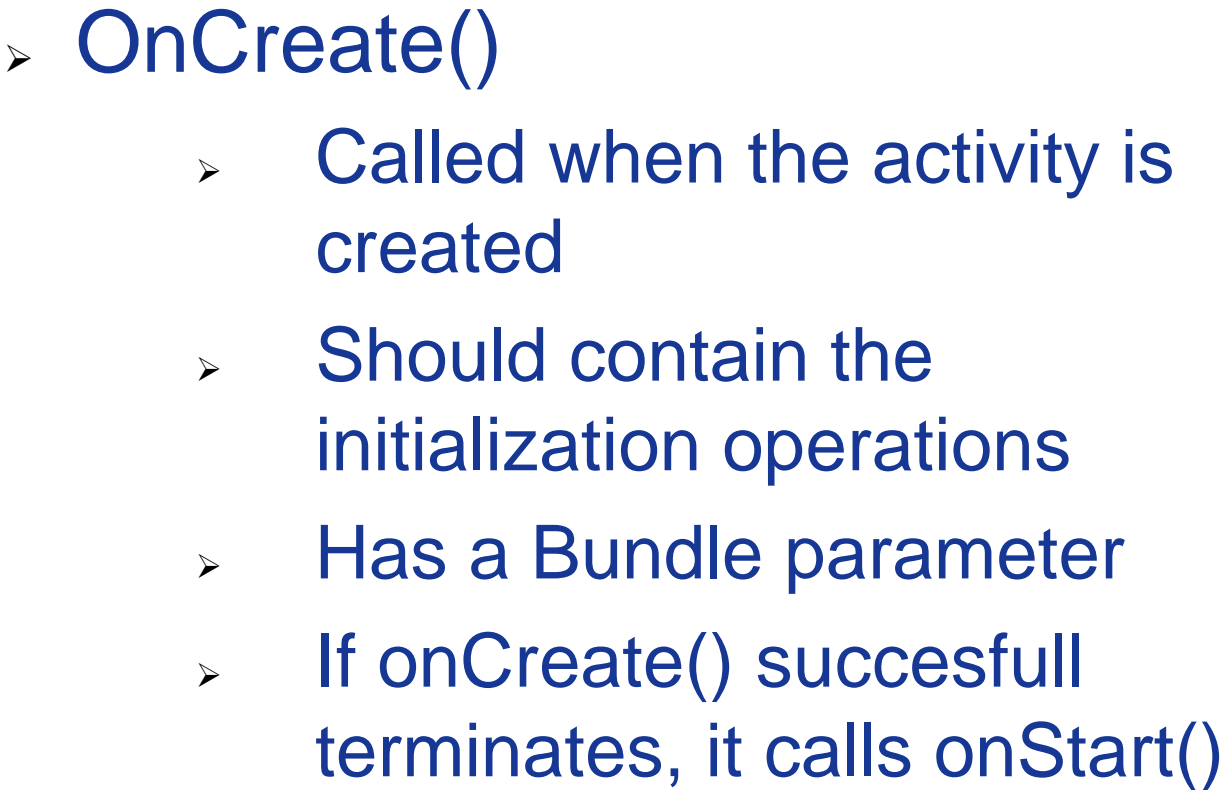 OnCreate()
Called when the activity is
created
Should contain the
initialization operations
Has a Bundle parameter
If onCreate() succesfull
terminates, it calls onStart()